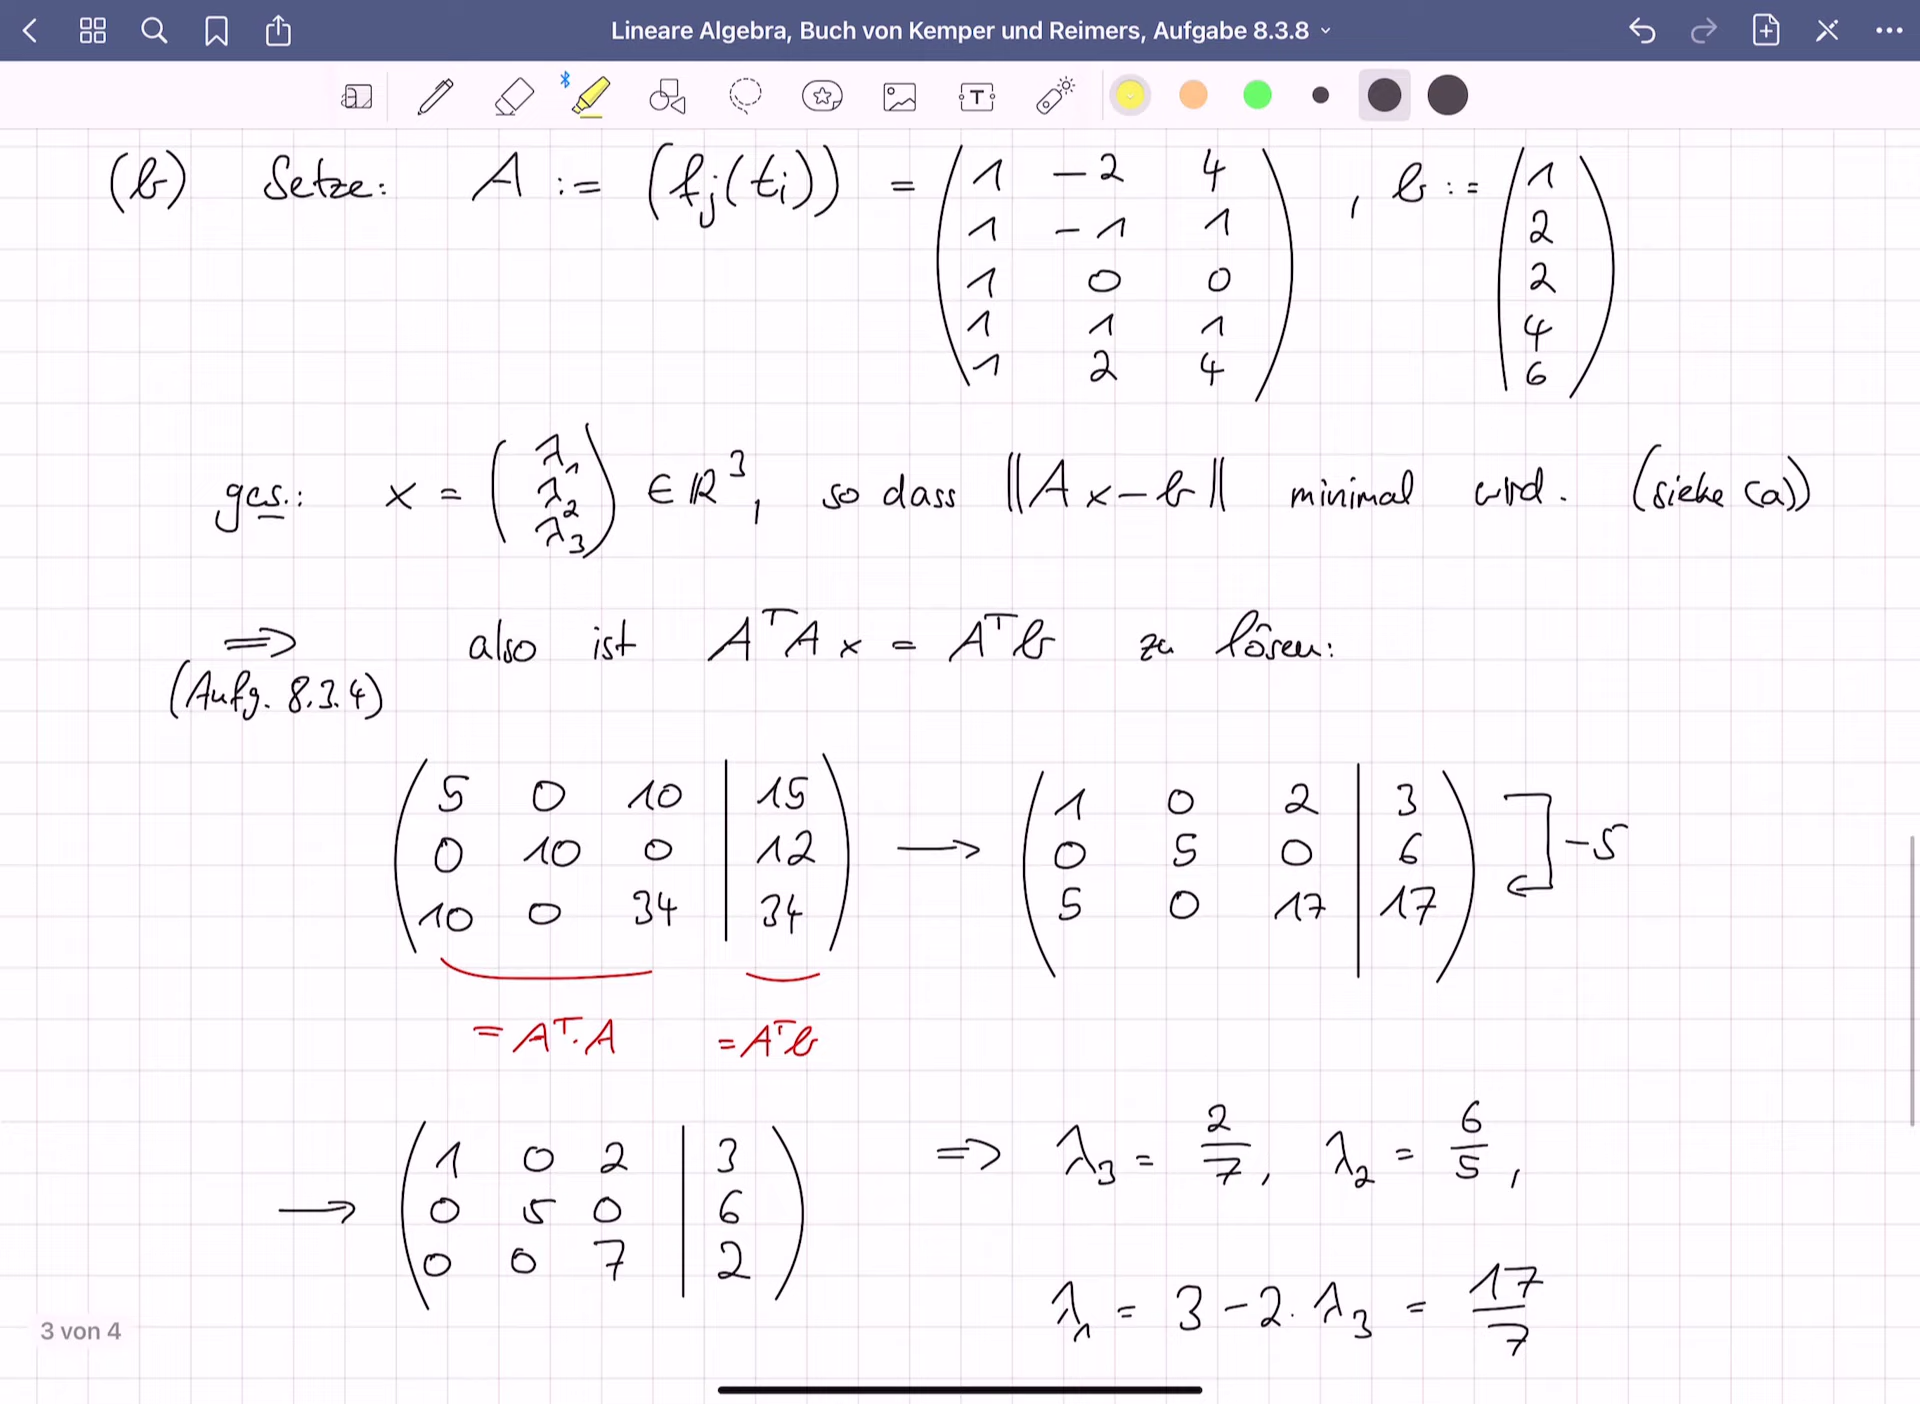 Lineare Algebra, Buch von Kemper und Reimers, Aufgabe 8.3.8
(b) Setze: A := (fj(ti)) = ( 1 -2 4 ) , b := ( 1 )
1 -1 1 2
1 0 0 2
1 1 1 4
1 2 4 6
ges.: x = (λ1 λ2 λ3) ∈ ℝ³, so dass ||Ax-b|| minimal wird. (siehe (a))
⟹ also ist AᵀAx = Aᵀb zu lösen:
(Aufg. 8.3.4)
( 5 0 10 | 15 ) ⟶ ( 1 0 2 | 3 )
( 0 10 0 | 12 ) ( 0 5 0 | 6 ) -5
( 10 0 34 | 34 ) ( 5 0 17 | 17 )
= Aᵀ·A = Aᵀb
⟶ ( 1 0 2 | 3 ) ⟹ λ3 = 2/7, λ2 = 6/5,
( 0 5 0 | 6 )
( 0 0 7 | 2 )
λ1 = 3-2·λ3 = 17/7
3 von 4